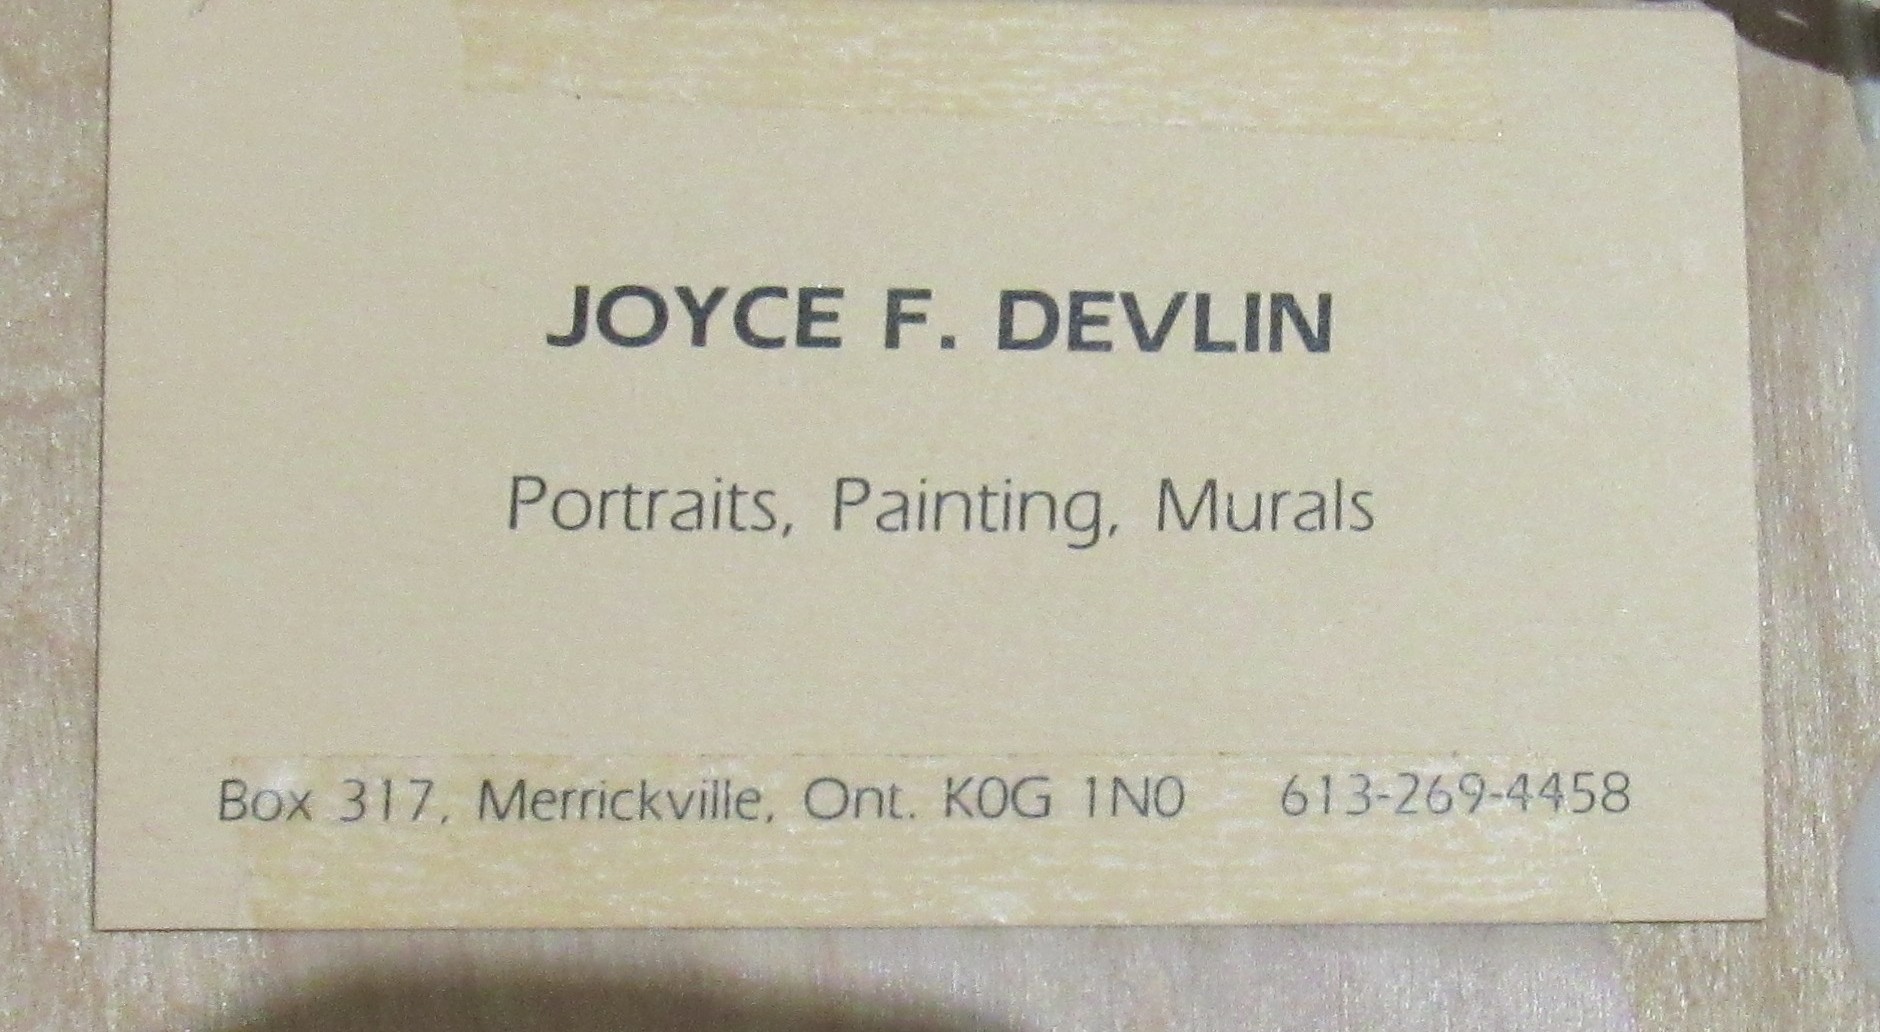 JOYCE F. DEVLIN
Portraits, Painting, Murals
Box 317, Merrickville, Ont. K0G 1N0 613-269-4458